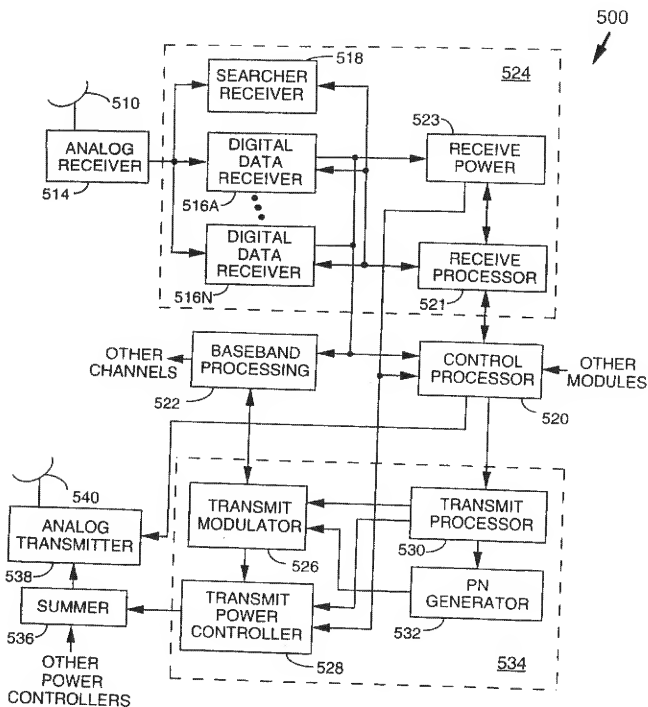 500
518
524
SEARCHER
RECEIVER
510
523
ANALOG
RECEIVER
514
DIGITAL
DATA
RECEIVER
516A
RECEIVE
POWER
DIGITAL
DATA
RECEIVER
516N
RECEIVE
PROCESSOR
521
OTHER
CHANNELS
BASEBAND
PROCESSING
522
CONTROL
PROCESSOR
520
OTHER
MODULES
540
ANALOG
TRANSMITTER
538
TRANSMIT
MODULATOR
526
TRANSMIT
PROCESSOR
530
SUMMER
536
TRANSMIT
POWER
CONTROLLER
528
PN
GENERATOR
532
OTHER
POWER
CONTROLLERS
534